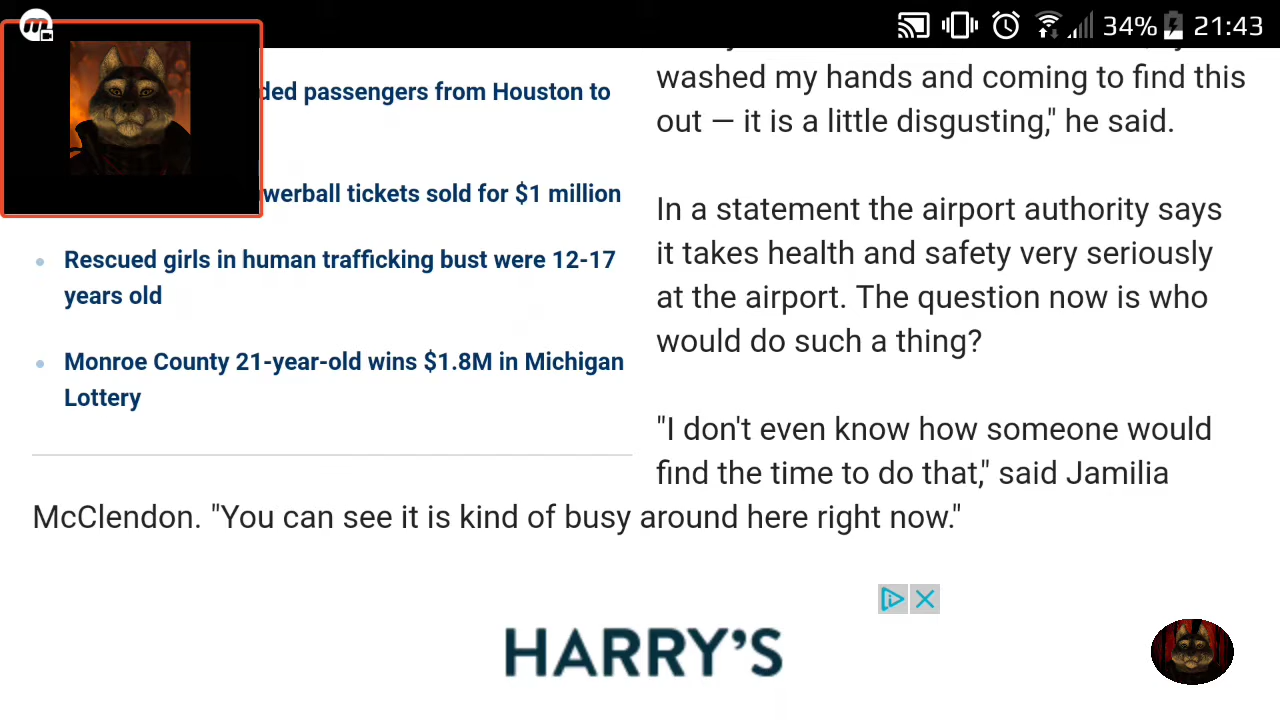 34% 21:43
ded passengers from Houston to
werball tickets sold for $1 million
Rescued girls in human trafficking bust were 12-17
years old
Monroe County 21-year-old wins $1.8M in Michigan
Lottery
washed my hands and coming to find this
out — it is a little disgusting," he said.
In a statement the airport authority says
it takes health and safety very seriously
at the airport. The question now is who
would do such a thing?
"I don't even know how someone would
find the time to do that," said Jamilia
McClendon. "You can see it is kind of busy around here right now."
HARRY'S